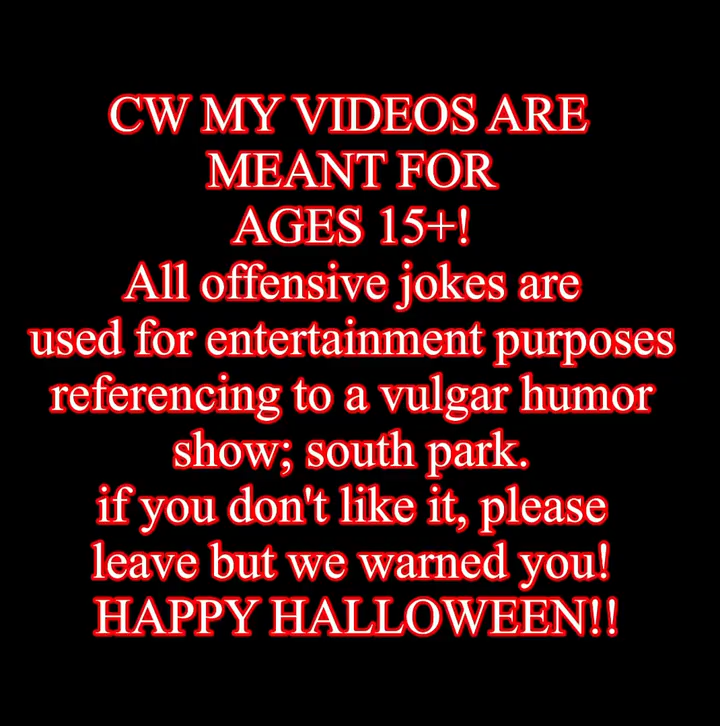 CW MY VIDEOS ARE
MEANT FOR
AGES 15+!
All offensive jokes are
used for entertainment purposes
referencing to a vulgar humor
show; south park.
if you don't like it, please
leave but we warned you!
HAPPY HALLOWEEN!!